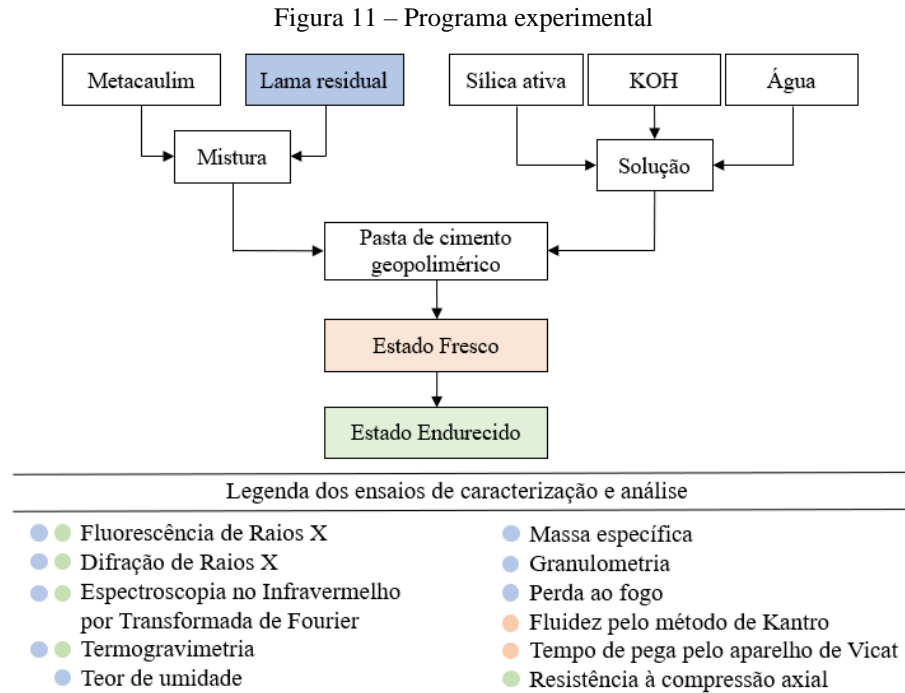 Figura 11 – Programa experimental
Metacaulim
Lama residual
Sílica ativa
KOH
Água
Mistura
Solução
Pasta de cimento
geopolimérico
Estado Fresco
Estado Endurecido
Legenda dos ensaios de caracterização e análise
Fluorescência de Raios X
Difração de Raios X
Espectroscopia no Infravermelho
por Transformada de Fourier
Termogravimetria
Teor de umidade
Massa específica
Granulometria
Perda ao fogo
Fluidez pelo método de Kantro
Tempo de pega pelo aparelho de Vicat
Resistência à compressão axial